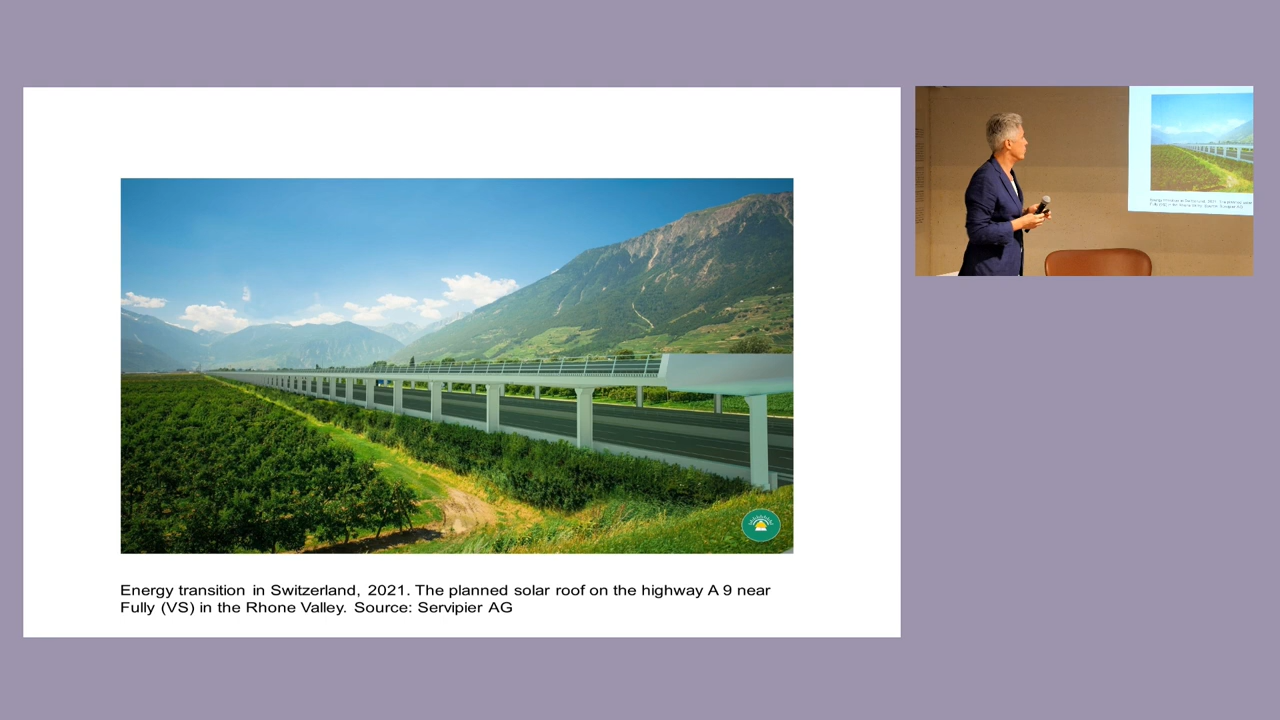 Energy transition in Switzerland, 2021. The planned solar roof on the highway A 9 near
Fully (VS) in the Rhone Valley. Source: Servipier AG